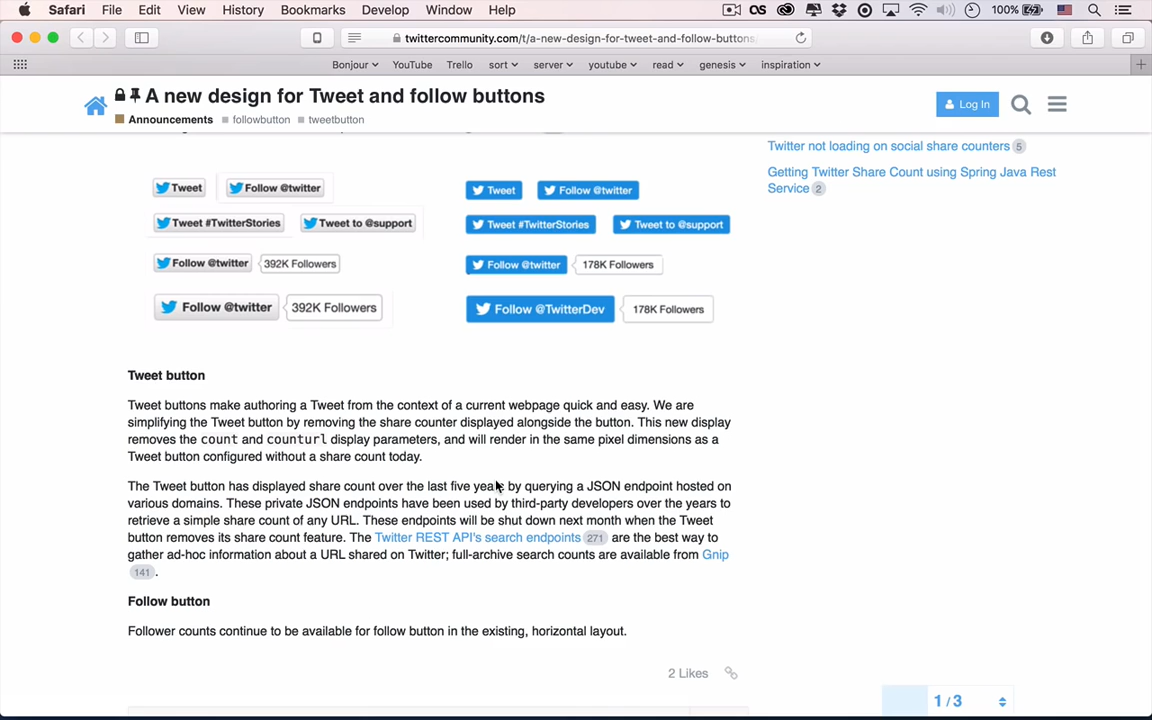 Safari File Edit View History Bookmarks Develop Window Help 100%
twittercommunity.com/t/a-new-design-for-tweet-and-follow-buttons/
Bonjour YouTube Trello sort server youtube read genesis inspiration
A new design for Tweet and follow buttons
Log In
Announcements followbutton tweetbutton
Twitter not loading on social share counters 5
Getting Twitter Share Count using Spring Java Rest
Service 2
Tweet Follow @twitter Tweet Follow @twitter
Tweet #TwitterStories Tweet to @support Tweet #TwitterStories Tweet to @support
Follow @twitter 392K Followers Follow @twitter 178K Followers
Follow @twitter 392K Followers Follow @TwitterDev 178K Followers
Tweet button
Tweet buttons make authoring a Tweet from the context of a current webpage quick and easy. We are
simplifying the Tweet button by removing the share counter displayed alongside the button. This new display
removes the count and counturl display parameters, and will render in the same pixel dimensions as a
Tweet button configured without a share count today.
The Tweet button has displayed share count over the last five years by querying a JSON endpoint hosted on
various domains. These private JSON endpoints have been used by third-party developers over the years to
retrieve a simple share count of any URL. These endpoints will be shut down next month when the Tweet
button removes its share count feature. The Twitter REST API's search endpoints 271 are the best way to
gather ad-hoc information about a URL shared on Twitter; full-archive search counts are available from Gnip
141 .
Follow button
Follower counts continue to be available for follow button in the existing, horizontal layout.
2 Likes
1 / 3